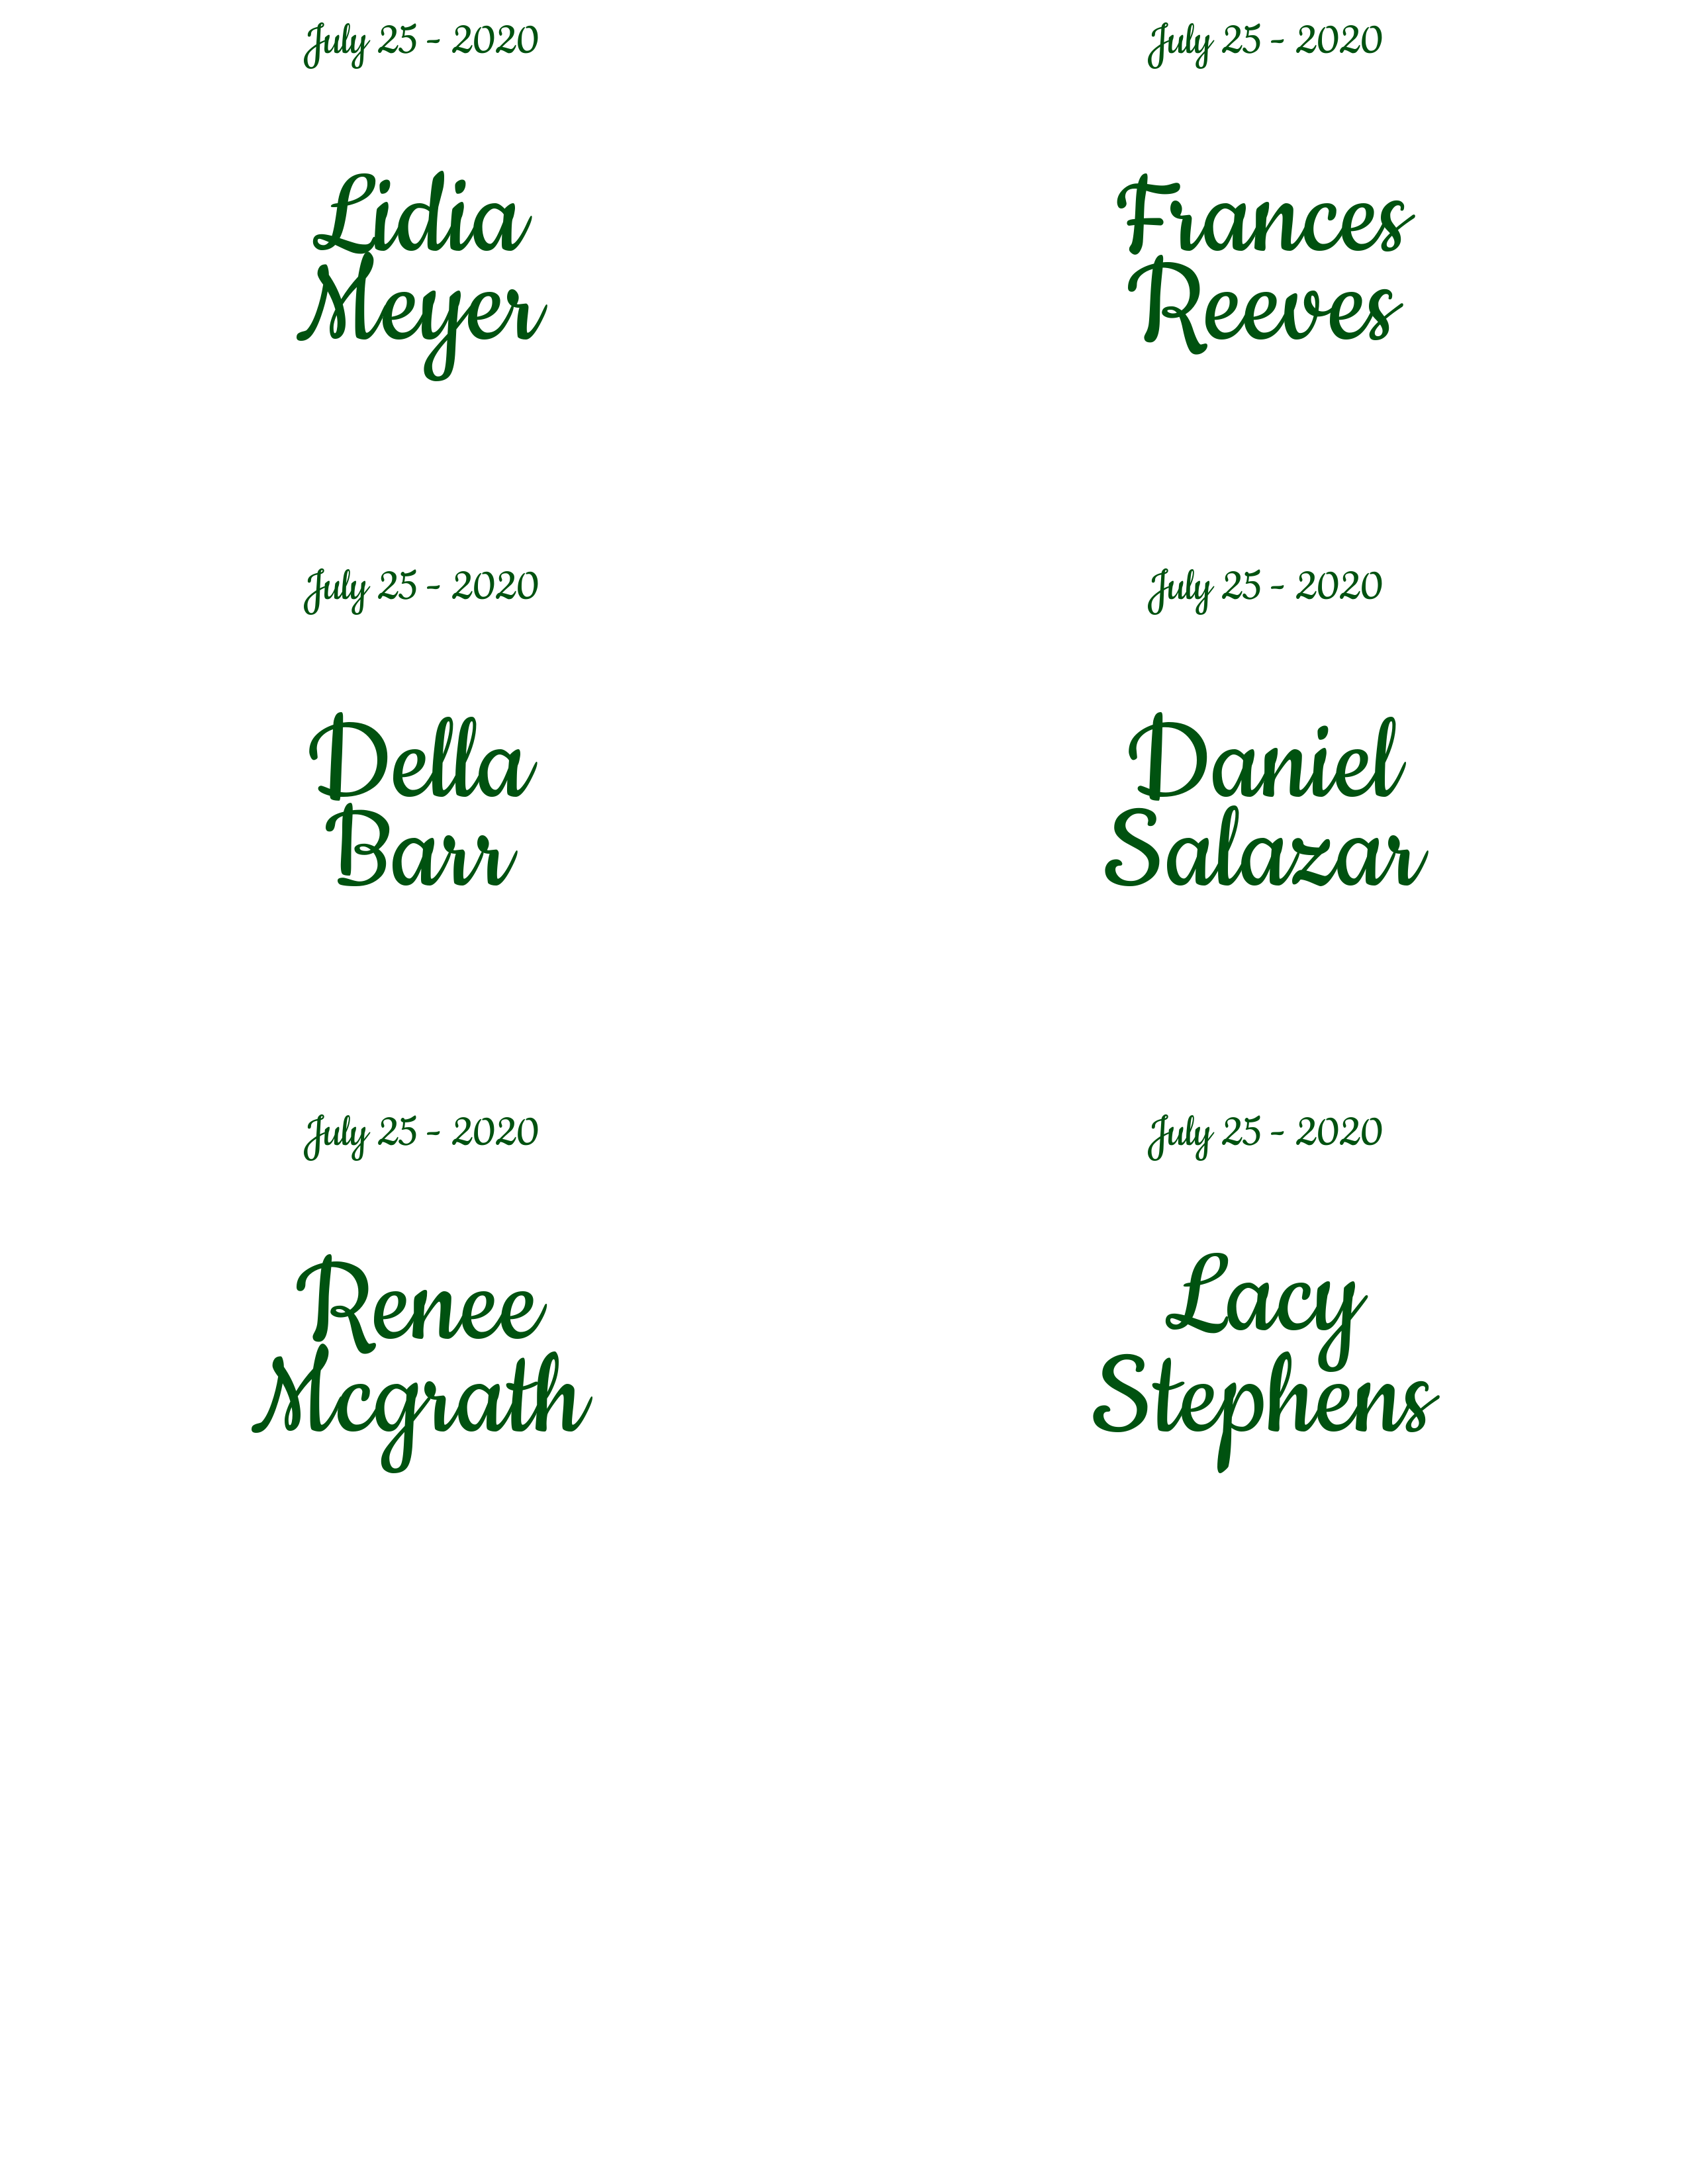 July 25 - 2020
Lidia
Meyer
July 25 - 2020
Frances
Reeves
July 25 - 2020
Della
Barr
July 25 - 2020
Daniel
Salazar
July 25 - 2020
Renee
Mcgrath
July 25 - 2020
Lacy
Stephens